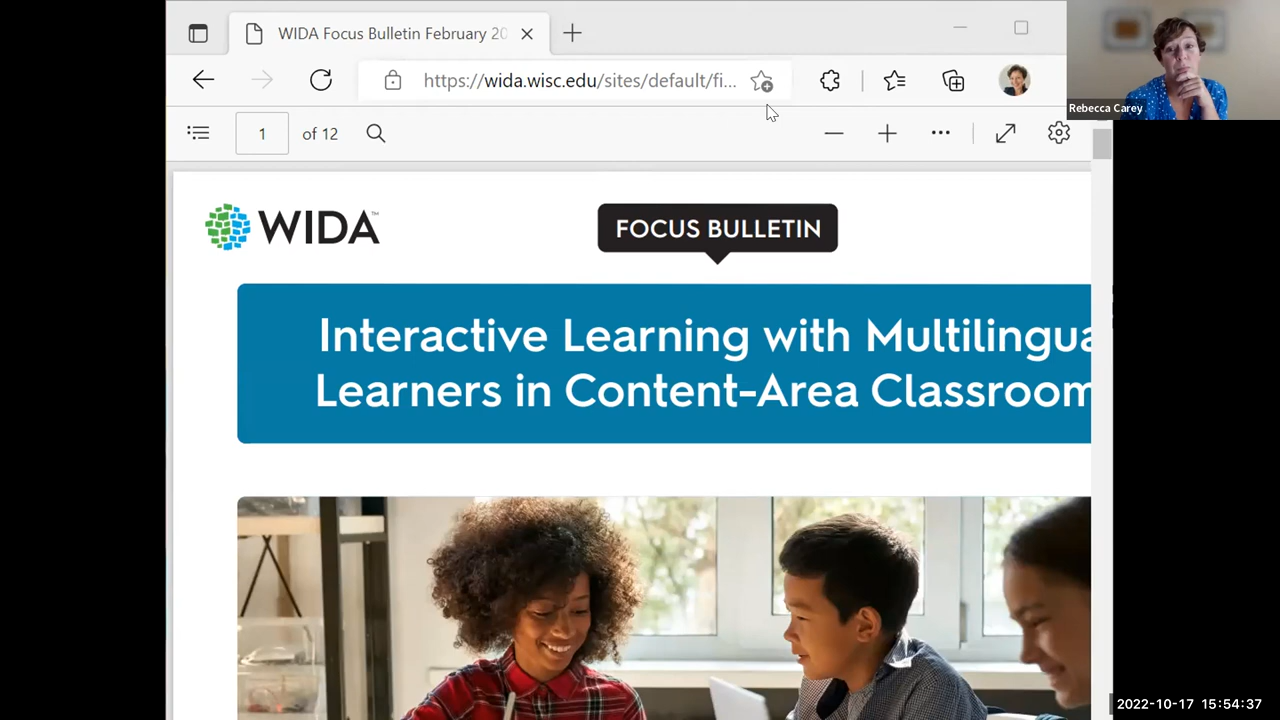 WIDA Focus Bulletin February 20
https://wida.wisc.edu/sites/default/fi...
Rebecca Carey
1 of 12
WIDA™
FOCUS BULLETIN
Interactive Learning with Multilingua
Learners in Content-Area Classroom
2022-10-17 15:54:37